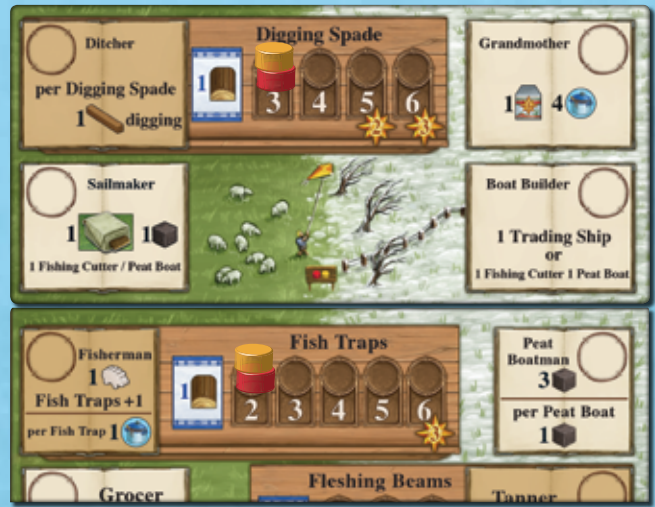 Ditcher
per Digging Spade
1 digging
Digging Spade
1
3 4 5 6
2 3
Grandmother
1 4
Sailmaker
1 1
1 Fishing Cutter / Peat Boat
Boat Builder
1 Trading Ship
or
1 Fishing Cutter 1 Peat Boat
Fisherman
1
Fish Traps +1
per Fish Trap 1
Fish Traps
1
2 3 4 5 6
3
Peat
Boatman
3
per Peat Boat
1
Grocer
Fleshing Beams
Tanner